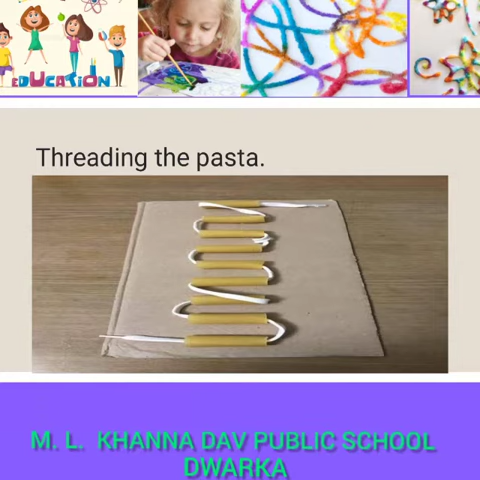 EDUCATION
Threading the pasta.
M. L. KHANNA DAV PUBLIC SCHOOL
DWARKA